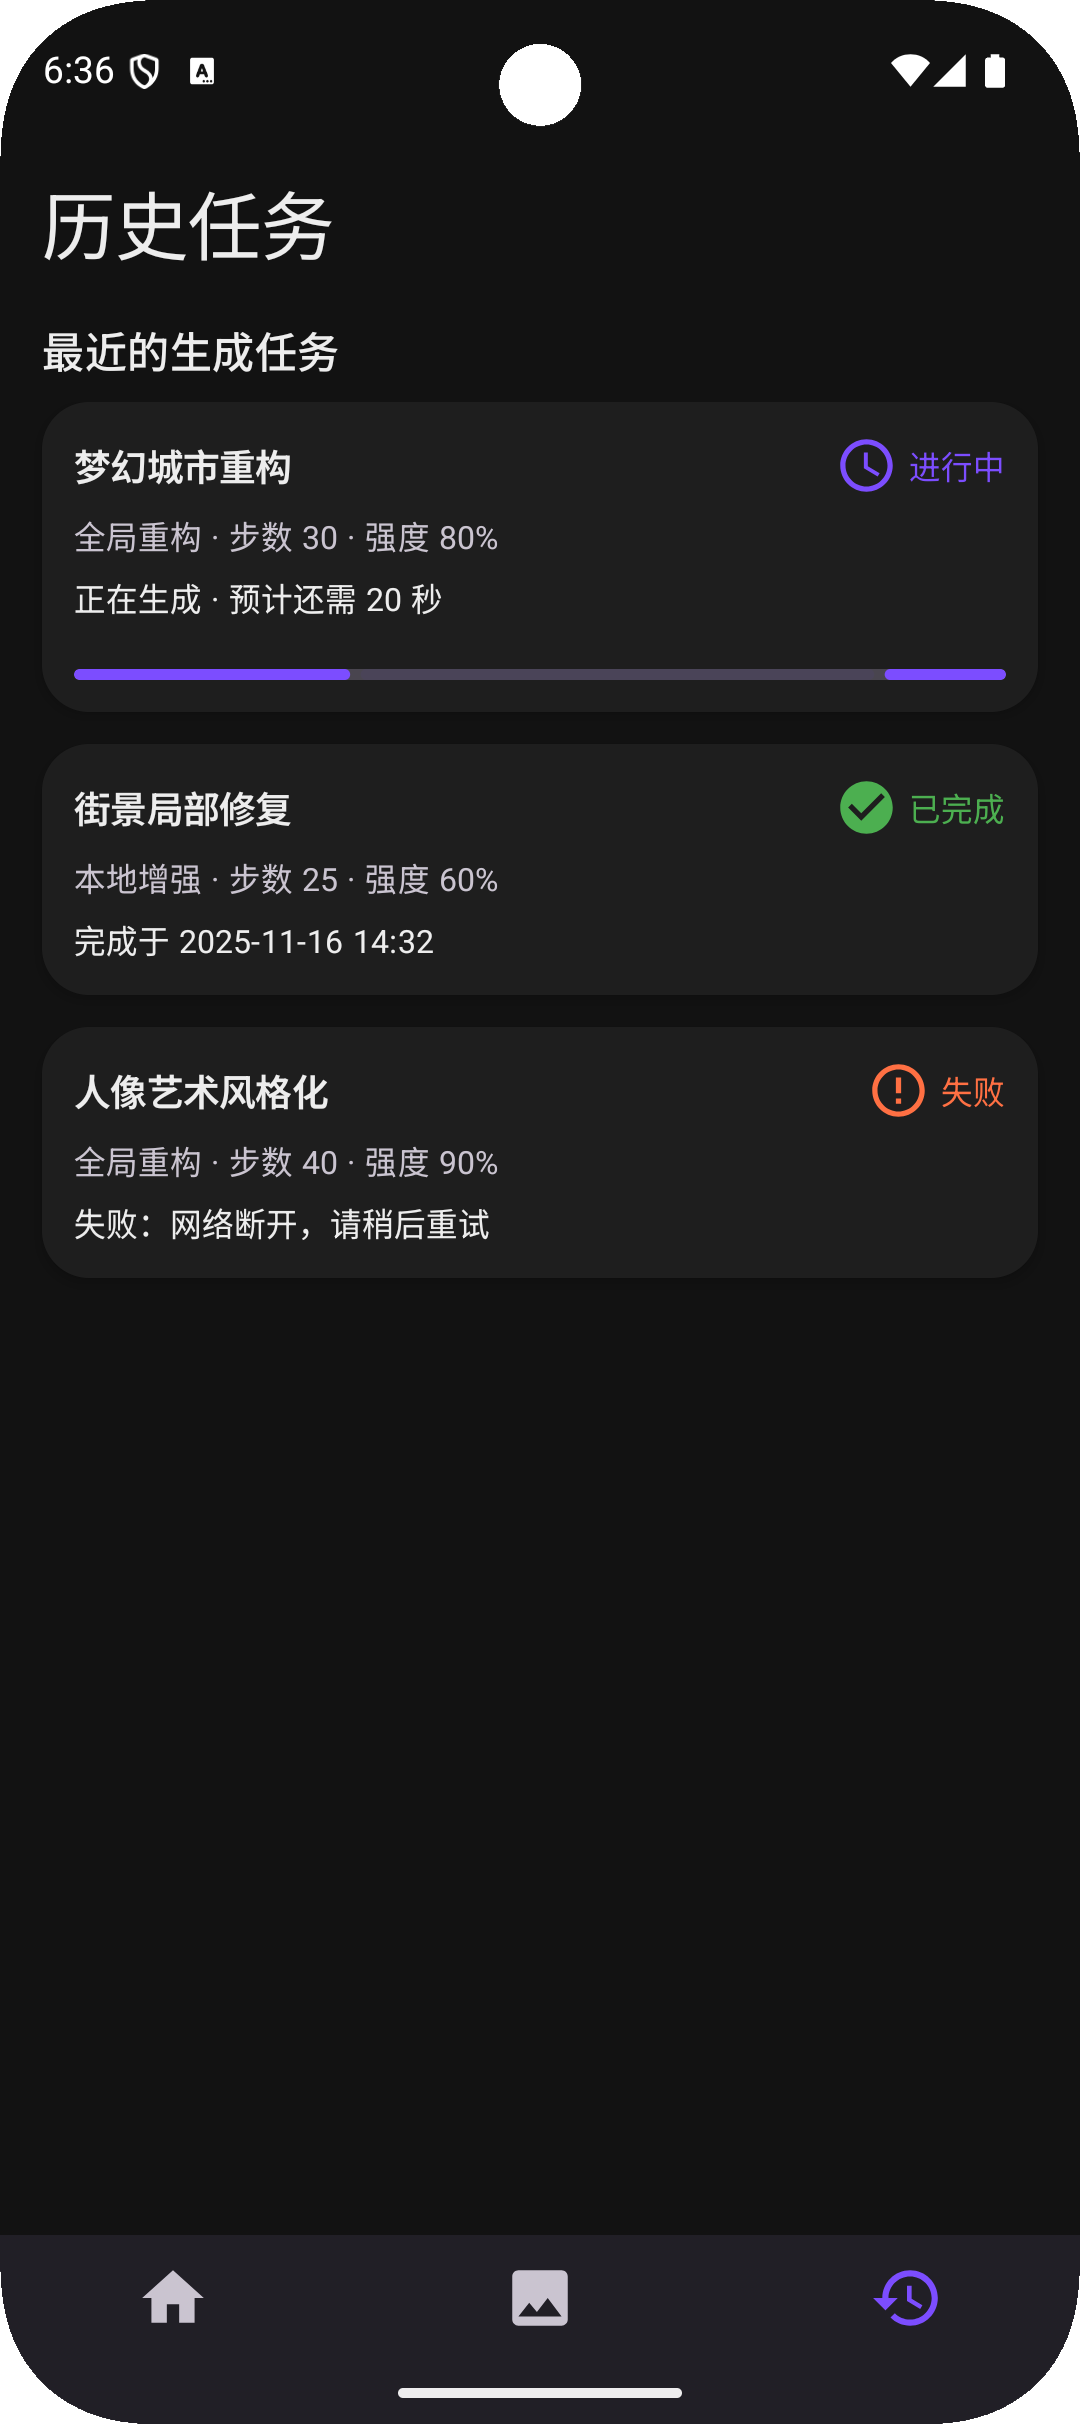 6:36
历史任务
最近的生成任务
梦幻城市重构
进行中
全局重构 · 步数 30 · 强度 80%
正在生成 · 预计还需 20 秒
街景局部修复
已完成
本地增强 · 步数 25 · 强度 60%
完成于 2025-11-16 14:32
人像艺术风格化
失败
全局重构 · 步数 40 · 强度 90%
失败：网络断开，请稍后重试